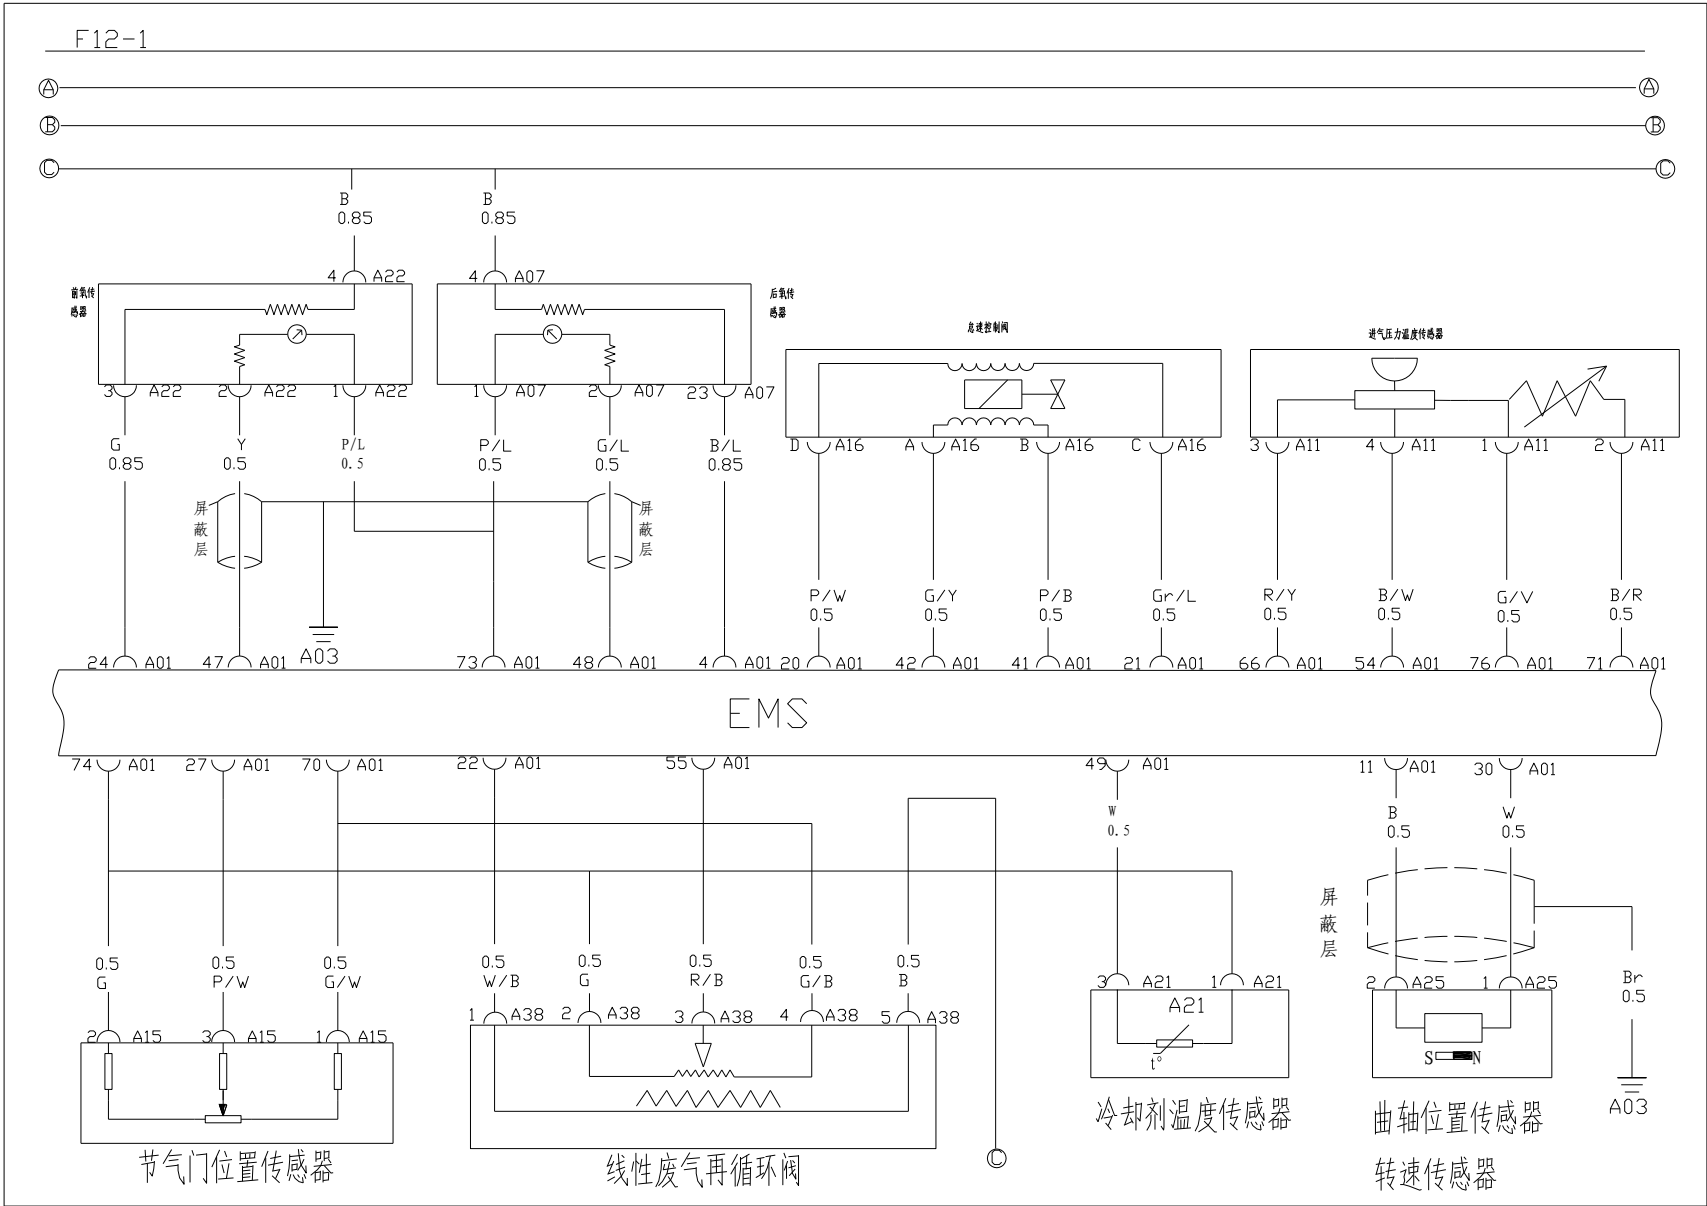 F12-1
A A
B B
C C
B B
0.85 0.85
4 A22 4 A07
前氧传
感器
后氧传
感器
怠速控制阀
进气压力温度传感器
3 A22 2 A22 1 A22 1 A07 2 A07 23 A07
D A16 A A16 B A16 C A16 3 A11 4 A11 1 A11 2 A11
G Y P/L P/L G/L B/L
0.85 0.5 0.5 0.5 0.5 0.85
屏
蔽
层
屏
蔽
层
P/W G/Y P/B Gr/L R/Y B/W G/V B/R
0.5 0.5 0.5 0.5 0.5 0.5 0.5 0.5
A03
24 A01 47 A01 73 A01 48 A01 4 A01 20 A01 42 A01 41 A01 21 A01 66 A01 54 A01 76 A01 71 A01
EMS
74 A01 27 A01 70 A01 22 A01 55 A01 49 A01 11 A01 30 A01
W B W
0.5 0.5 0.5
屏
蔽
层
0.5 0.5 0.5 0.5 0.5 0.5 0.5 0.5
G P/W G/W W/B G R/B G/B B
Br
0.5
3 A21 1 A21 2 A25 1 A25
2 A15 3 A15 1 A15 1 A38 2 A38 3 A38 4 A38 5 A38
A21
t°
S N
A03
冷却剂温度传感器
曲轴位置传感器
转速传感器
节气门位置传感器
线性废气再循环阀
C